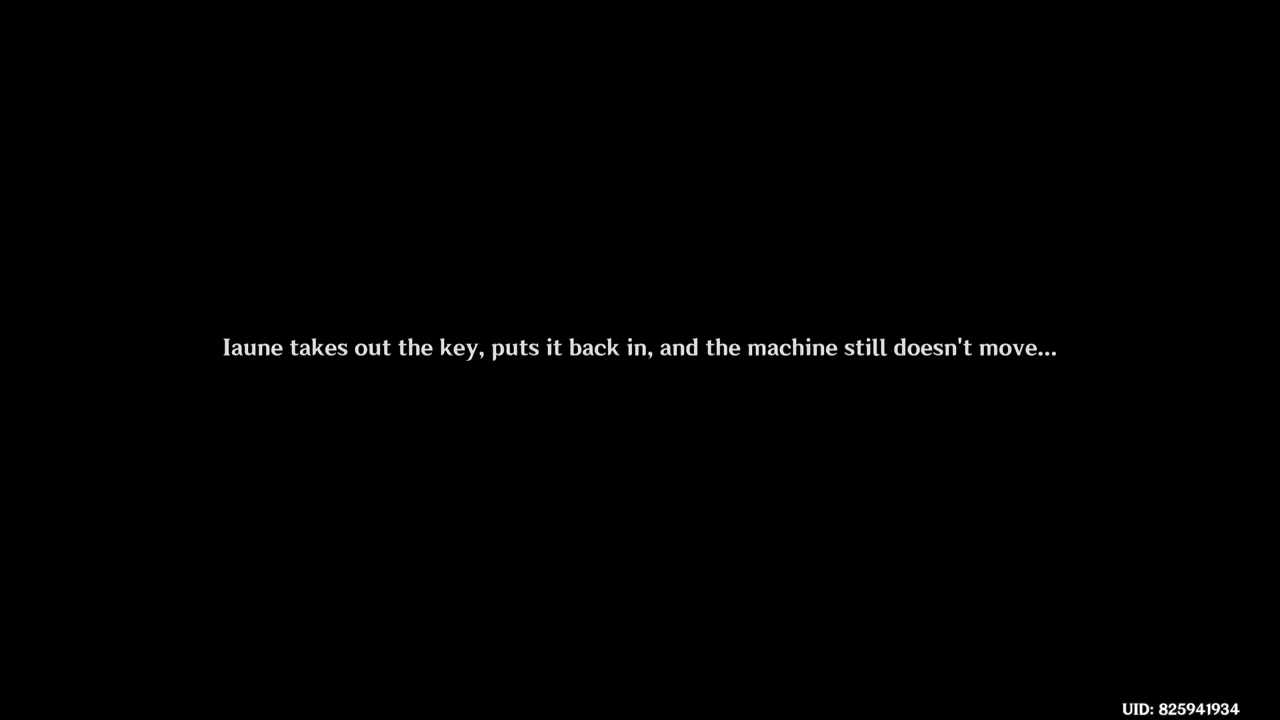 Iaune takes out the key, puts it back in, and the machine still doesn't move...
UID: 825941934